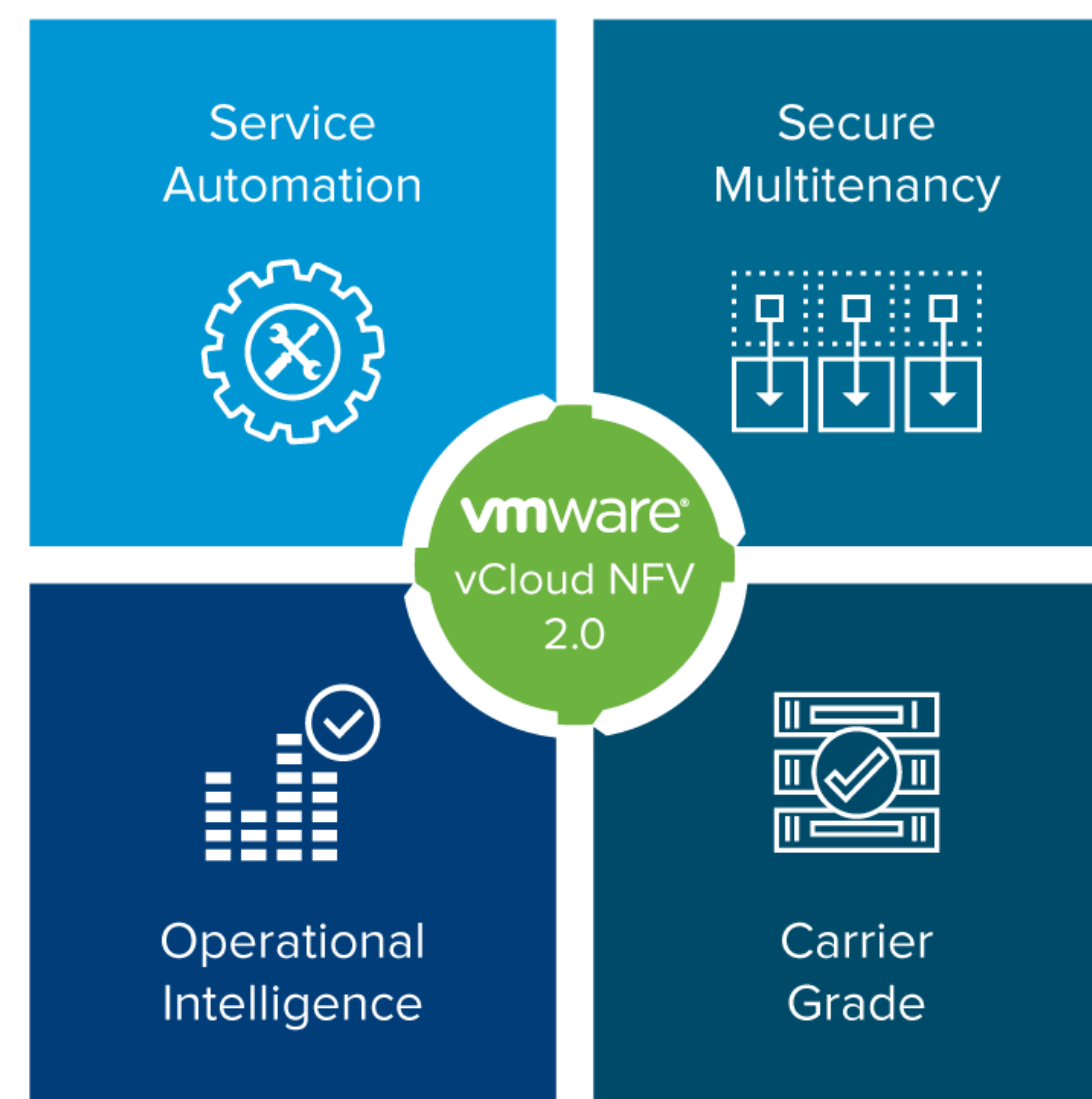 Service
Automation
Secure
Multitenancy
vmware®
vCloud NFV
2.0
Operational
Intelligence
Carrier
Grade